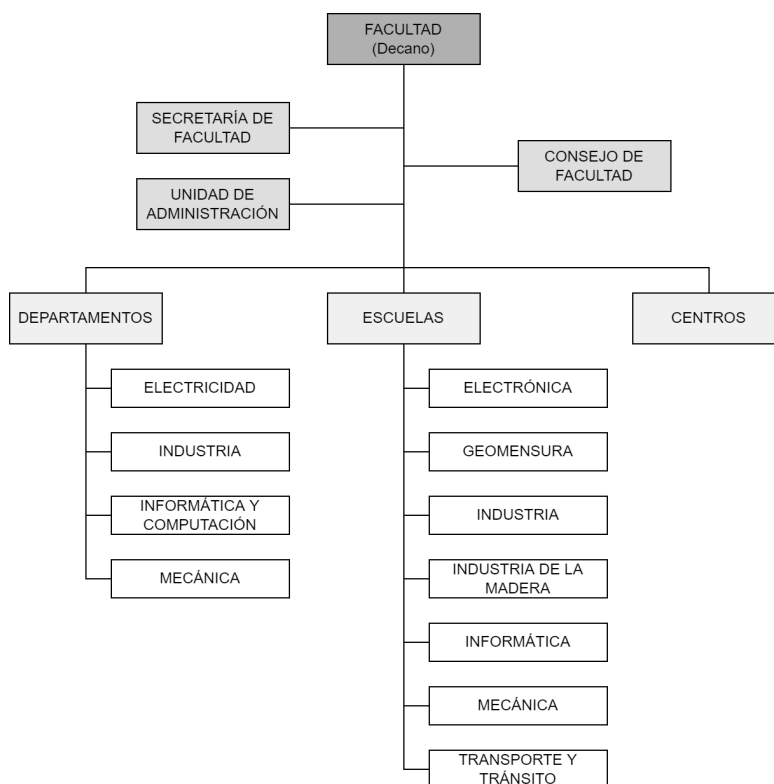 FACULTAD
(Decano)
SECRETARÍA DE
FACULTAD
CONSEJO DE
FACULTAD
UNIDAD DE
ADMINISTRACIÓN
DEPARTAMENTOS
ESCUELAS
CENTROS
ELECTRICIDAD
INDUSTRIA
INFORMÁTICA Y
COMPUTACIÓN
MECÁNICA
ELECTRÓNICA
GEOMENSURA
INDUSTRIA
INDUSTRIA DE LA
MADERA
INFORMÁTICA
MECÁNICA
TRANSPORTE Y
TRÁNSITO